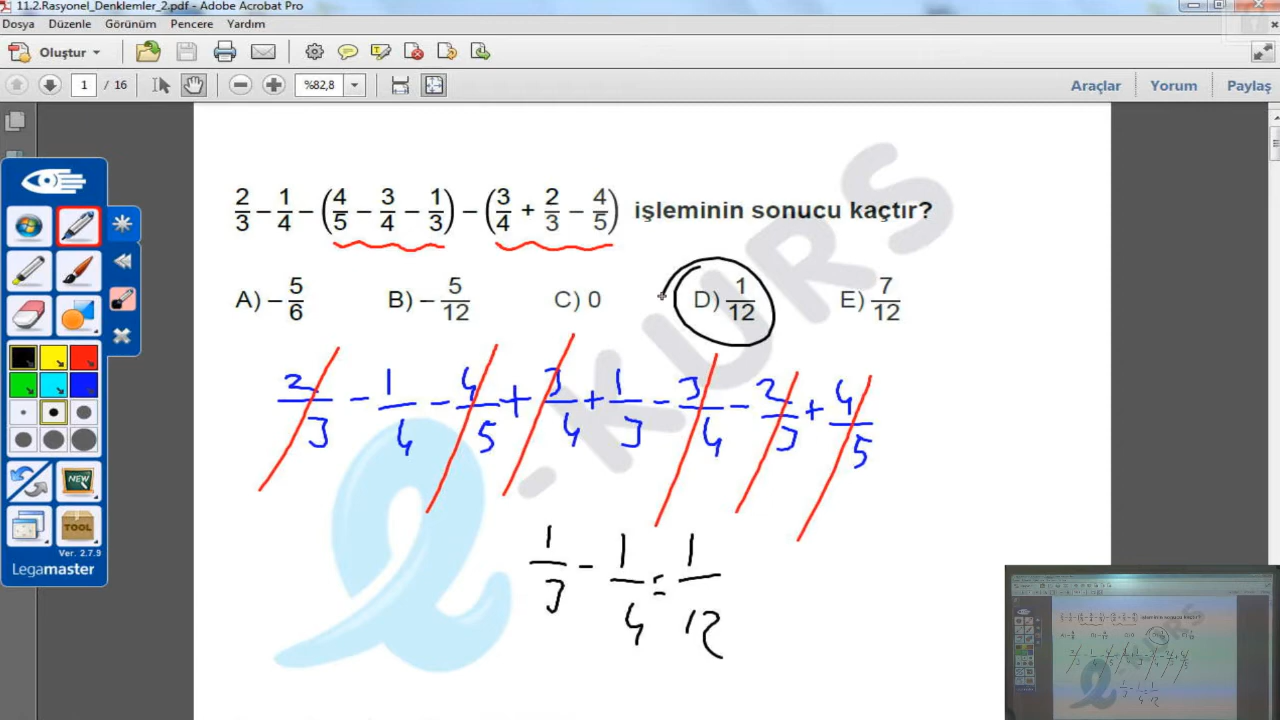 11.2.Rasyonel_Denklemler_2.pdf - Adobe Acrobat Pro
Dosya Düzenle Görünüm Pencere Yardım
Oluştur
1 / 16 %82,8 Araçlar Yorum Paylaş
2/3 − 1/4 − (4/5 − 3/4 − 1/3) − (3/4 + 2/3 − 4/5) işleminin sonucu kaçtır?
A) − 5/6 B) − 5/12 C) 0 D) 1/12 E) 7/12
2/3 − 1/4 − 4/5 + 3/4 + 1/3 − 3/4 − 2/3 + 4/5
1/3 − 1/4 = 1/12
e-KURS
NEW
TOOL
Ver. 2.7.9
Legamaster